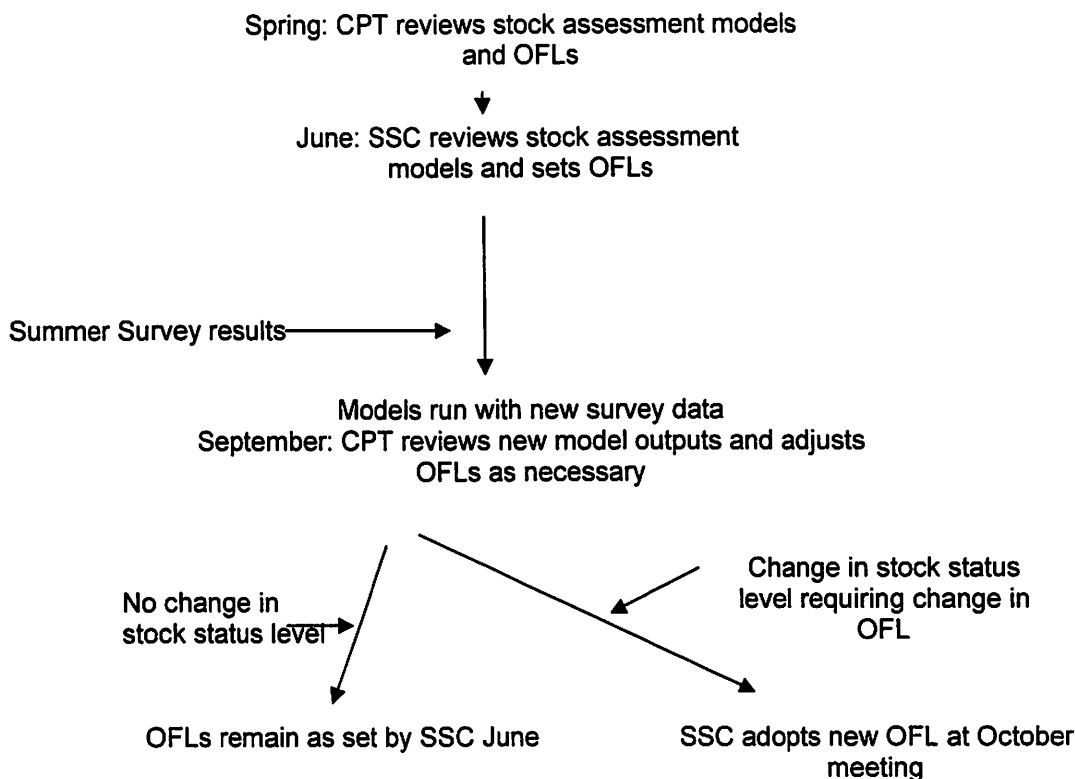 Spring: CPT reviews stock assessment models
and OFLs
June: SSC reviews stock assessment
models and sets OFLs
Summer Survey results
Models run with new survey data
September: CPT reviews new model outputs and adjusts
OFLs as necessary
No change in
stock status level
Change in stock status
level requiring change in
OFL
OFLs remain as set by SSC June
SSC adopts new OFL at October
meeting